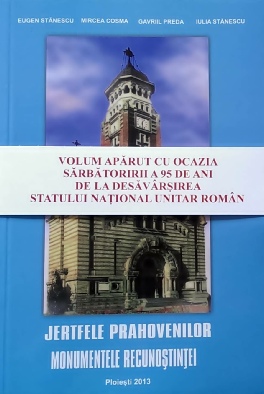 EUGEN STĂNESCU MIRCEA COSMA GAVRIIL PREDA IULIA STĂNESCU
VOLUM APĂRUT CU OCAZIA
SĂRBĂTORIRII A 95 DE ANI
DE LA DESĂVÂRȘIREA
STATULUI NAȚIONAL UNITAR ROMÂN
JERTFELE PRAHOVENILOR
MONUMENTELE RECUNOȘTINȚEI
Ploiești 2013